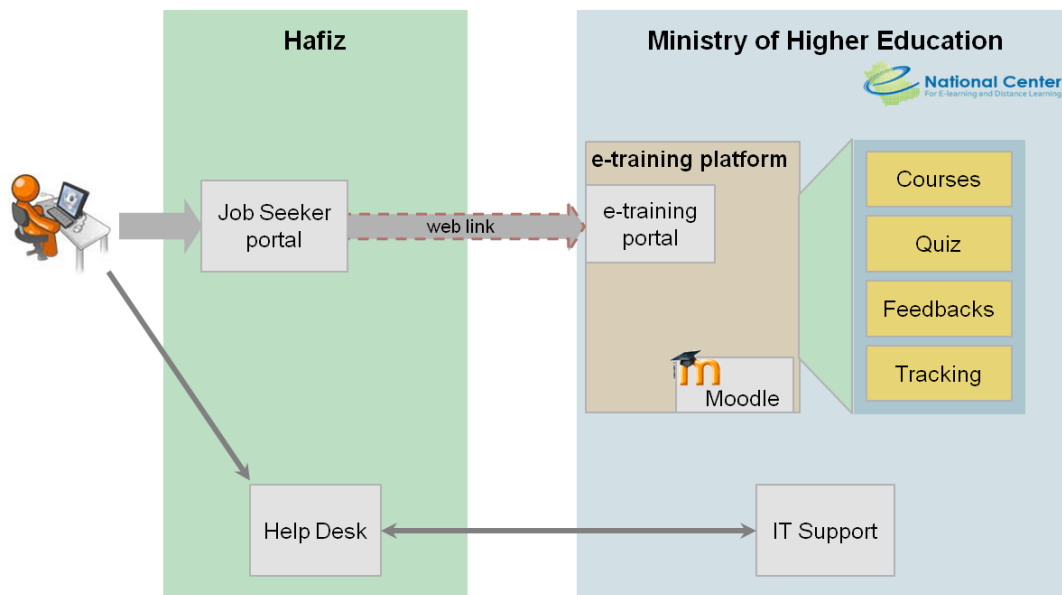 Hafiz
Ministry of Higher Education
National Center
For E-learning and Distance Learning
e-training platform
Job Seeker
portal
web link
e-training
portal
m
Moodle
Courses
Quiz
Feedbacks
Tracking
Help Desk
IT Support